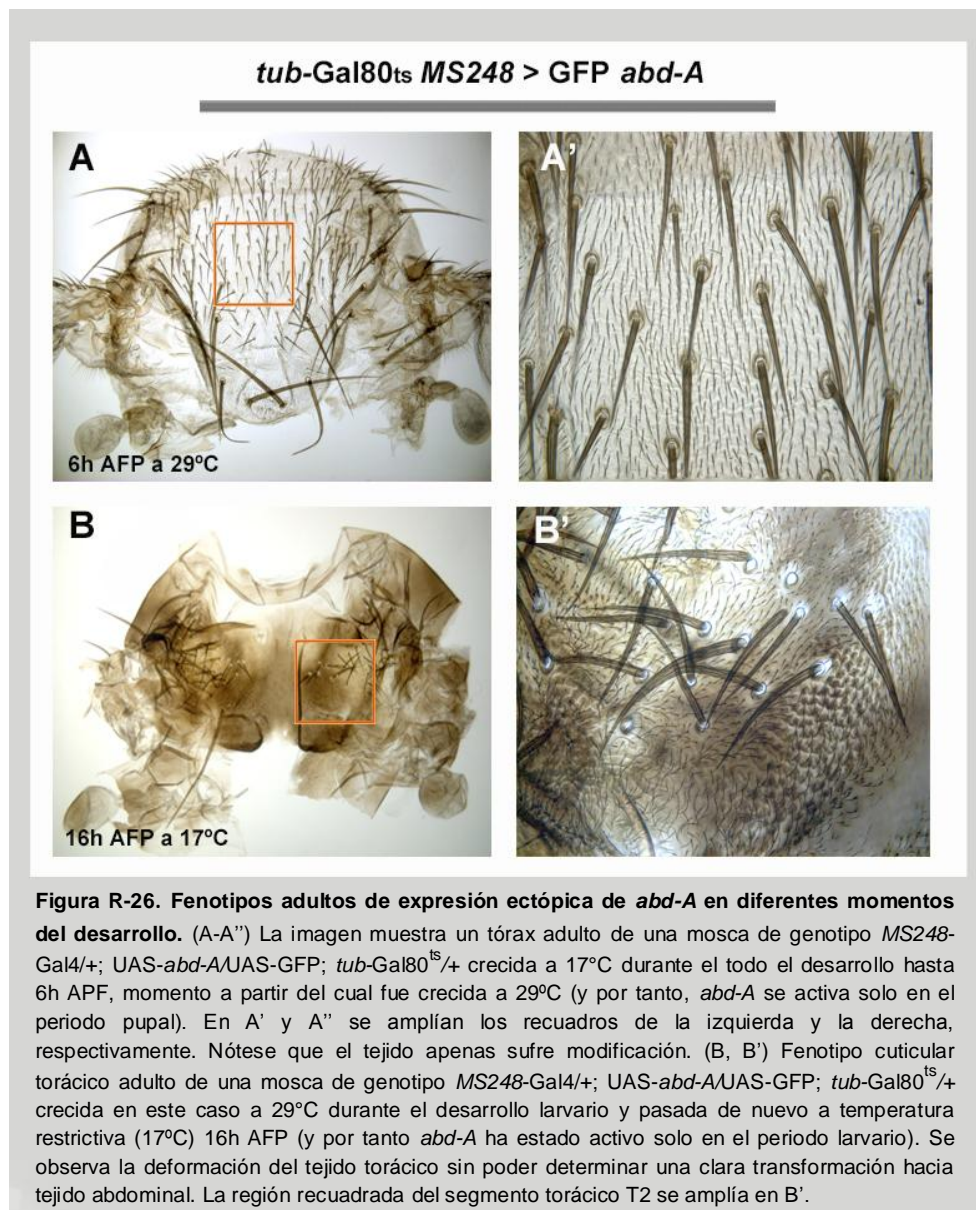 tub-Gal80ts MS248 > GFP abd-A
A
A'
6h AFP a 29ºC
B
B'
16h AFP a 17ºC
Figura R-26. Fenotipos adultos de expresión ectópica de abd-A en diferentes momentos
del desarrollo. (A-A'') La imagen muestra un tórax adulto de una mosca de genotipo MS248-
Gal4/+; UAS-abd-A/UAS-GFP; tub-Gal80ts/+ crecida a 17°C durante el todo el desarrollo hasta
6h APF, momento a partir del cual fue crecida a 29ºC (y por tanto, abd-A se activa solo en el
periodo pupal). En A' y A'' se amplían los recuadros de la izquierda y la derecha,
respectivamente. Nótese que el tejido apenas sufre modificación. (B, B') Fenotipo cuticular
torácico adulto de una mosca de genotipo MS248-Gal4/+; UAS-abd-A/UAS-GFP; tub-Gal80ts/+
crecida en este caso a 29°C durante el desarrollo larvario y pasada de nuevo a temperatura
restrictiva (17ºC) 16h AFP (y por tanto abd-A ha estado activo solo en el periodo larvario). Se
observa la deformación del tejido torácico sin poder determinar una clara transformación hacia
tejido abdominal. La región recuadrada del segmento torácico T2 se amplía en B'.